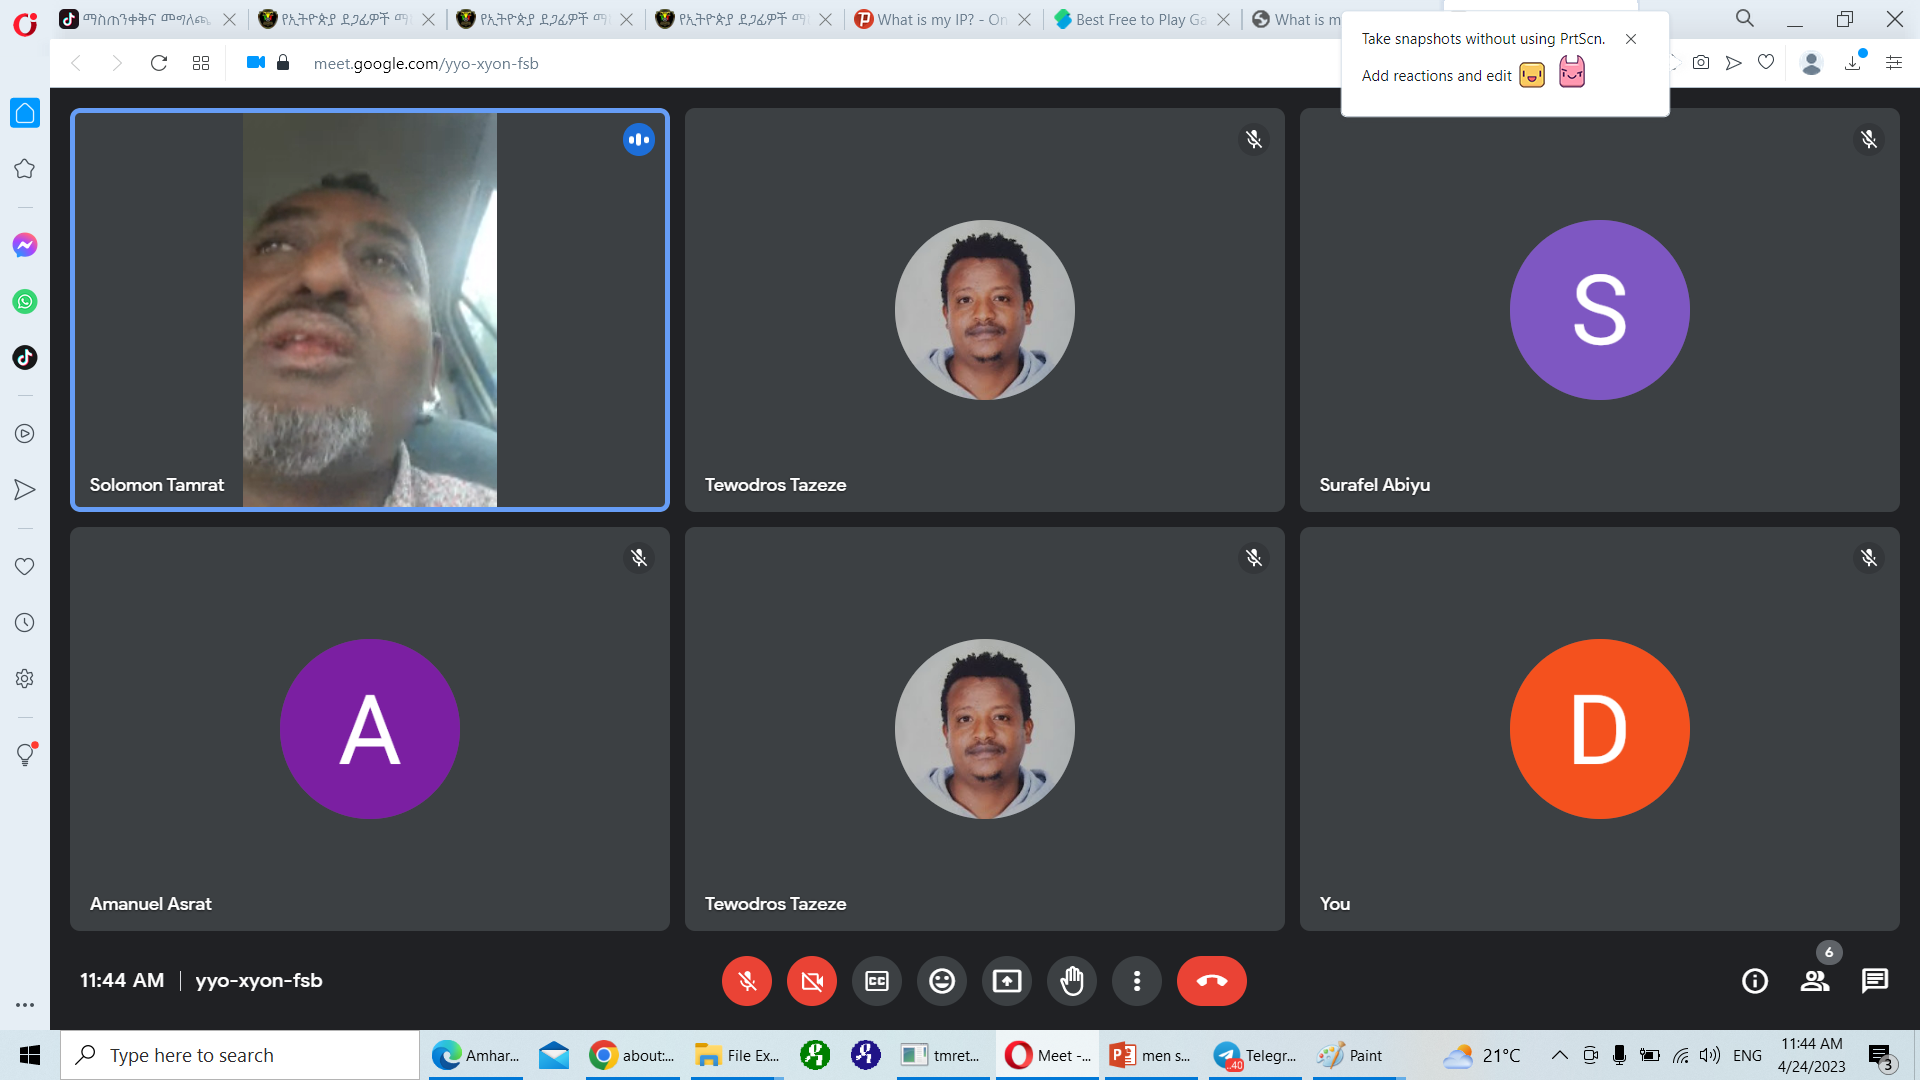 ማስጠንቀቅና መግለጫ
የኢትዮጵያ ደጋፊዎች ማ
የኢትዮጵያ ደጋፊዎች ማ
የኢትዮጵያ ደጋፊዎች ማ
What is my IP? - On
Best Free to Play Ga
What is m
Take snapshots without using PrtScn.
Add reactions and edit
meet.google.com/yyo-xyon-fsb
Solomon Tamrat
Tewodros Tazeze
S
Surafel Abiyu
A
Amanuel Asrat
Tewodros Tazeze
D
You
11:44 AM | yyo-xyon-fsb
CC
6
Type here to search
Amhar...
about:...
File Ex...
tmret...
Meet -...
men s...
40
Telegr...
Paint
21°C
ENG
11:44 AM
4/24/2023
3